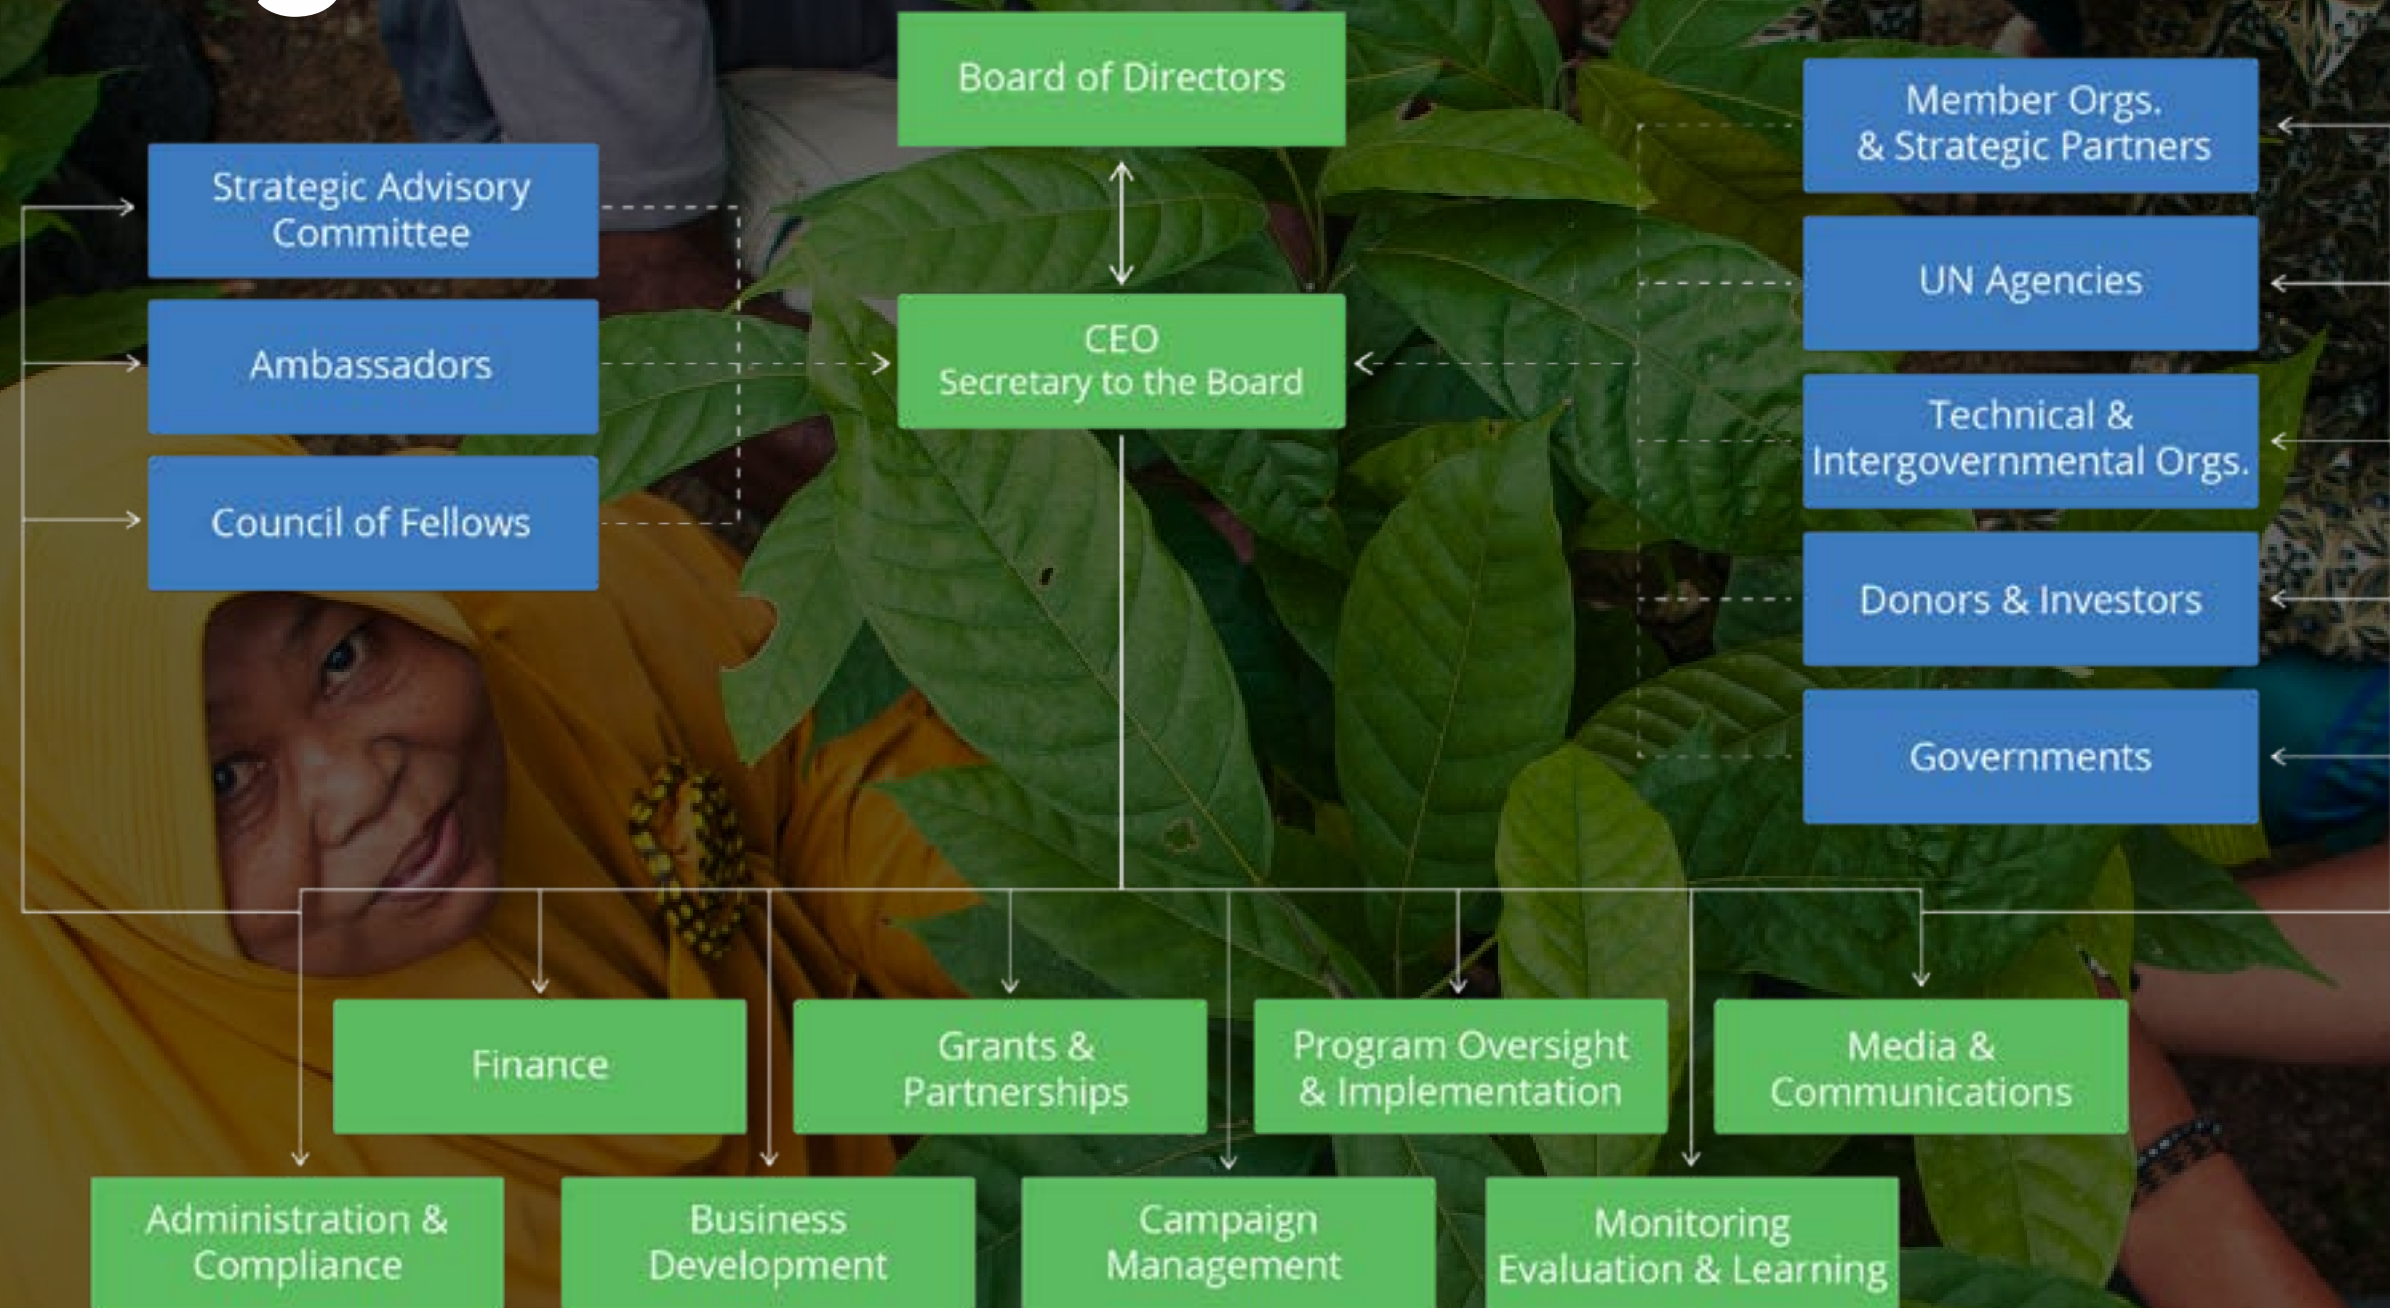 Board of Directors
Member Orgs.
& Strategic Partners
Strategic Advisory
Committee
UN Agencies
CEO
Secretary to the Board
Ambassadors
Technical &
Intergovernmental Orgs.
Council of Fellows
Donors & Investors
Governments
Finance
Grants &
Partnerships
Program Oversight
& Implementation
Media &
Communications
Administration &
Compliance
Business
Development
Campaign
Management
Monitoring
Evaluation & Learning